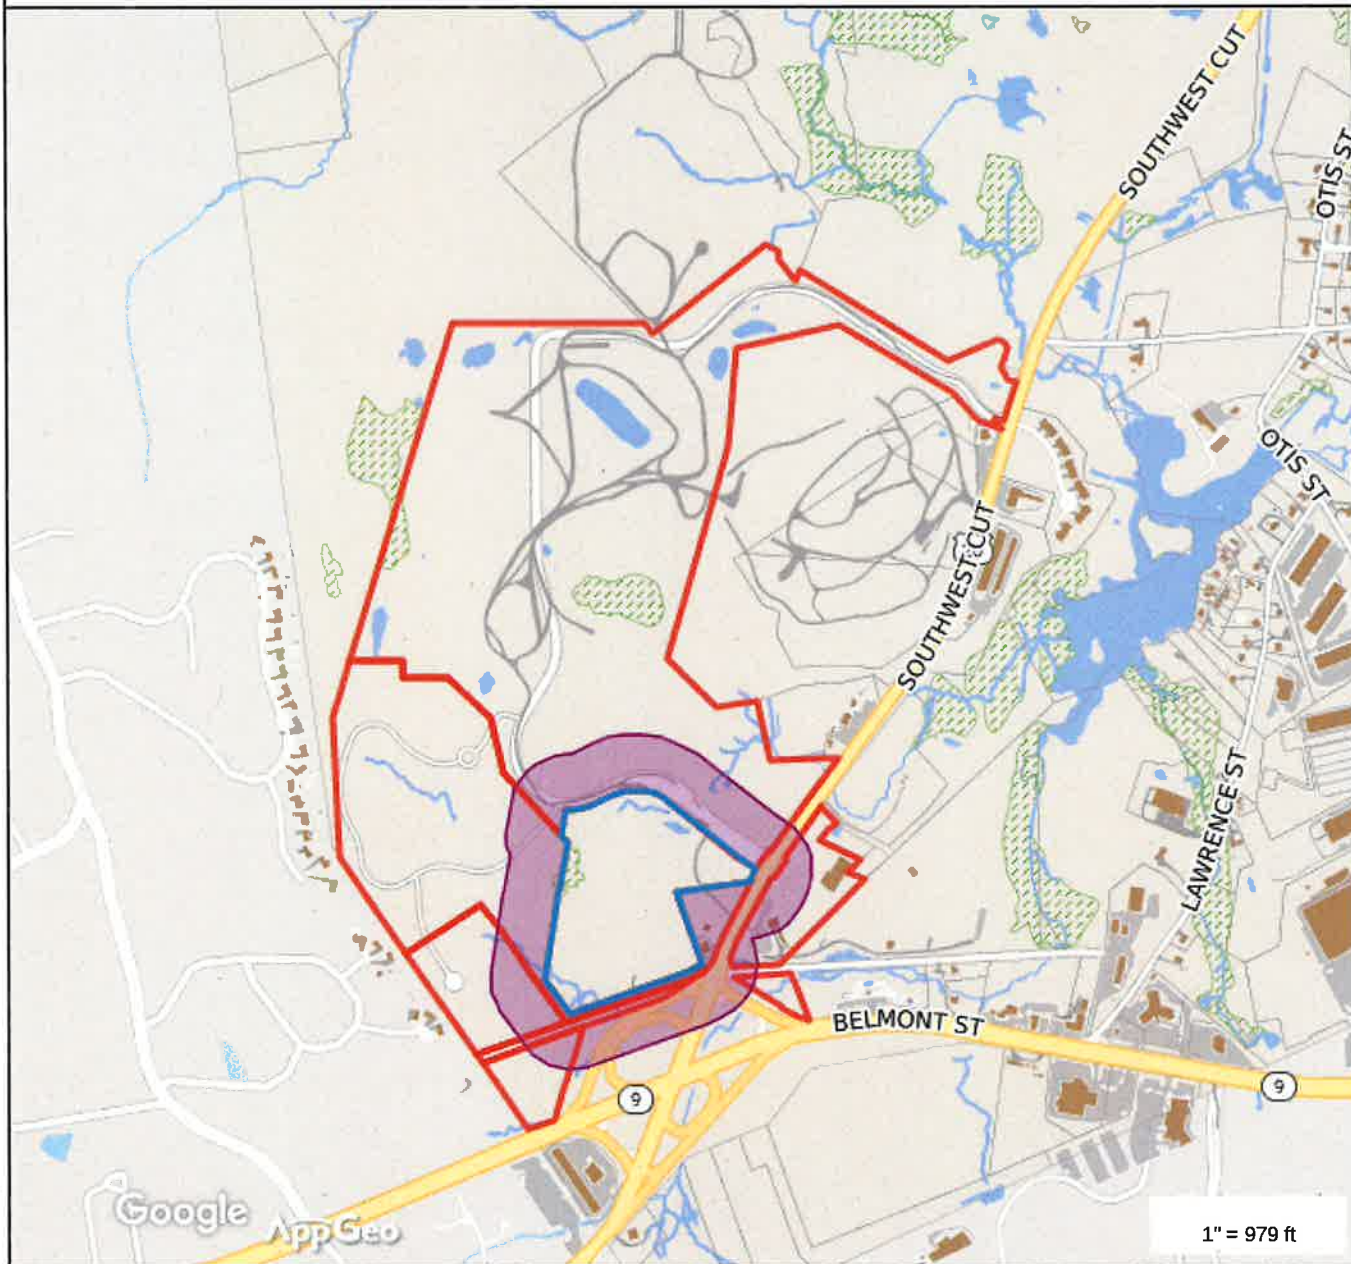 SOUTHWEST CUT
OTIS ST
OTIS ST
SOUTHWEST CUT
LAWRENCE ST
BELMONT ST
9
9
Google
AppGeo
1" = 979 ft